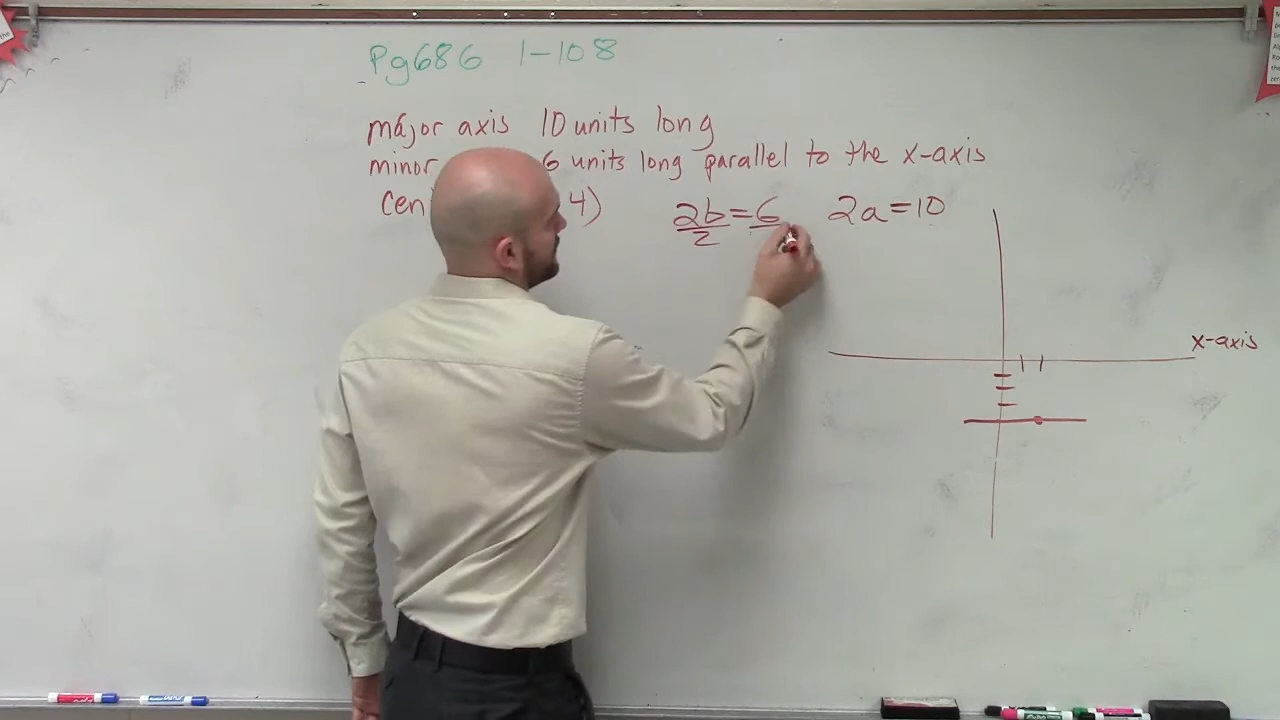 Pg686 1-108
major axis 10 units long
minor 6 units long parallel to the x-axis
cen 4)
2b=6 2a=10
2
x-axis